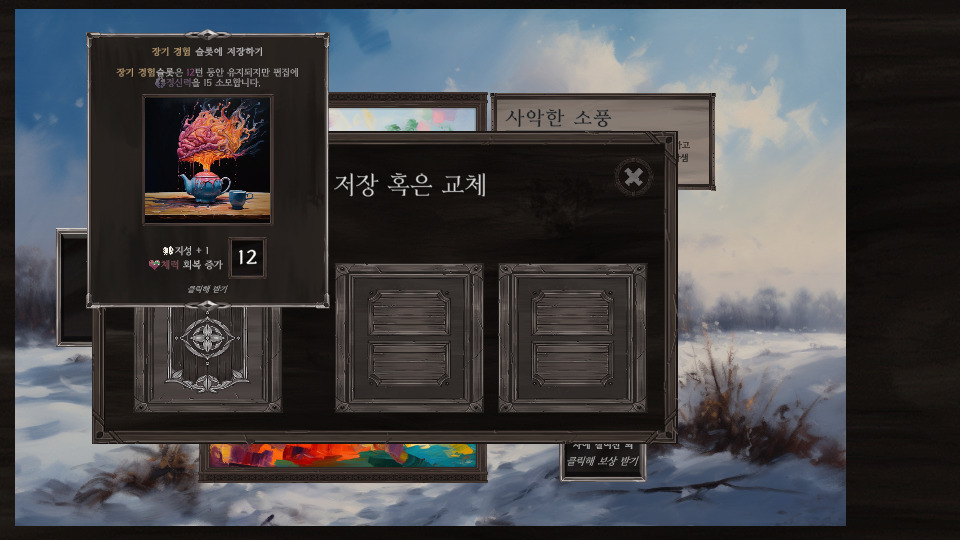 장기 경험 슬롯에 저장하기
장기 경험슬롯은 12턴 동안 유지되지만 편집에
정신력을 15 소모합니다.
지성 + 1
체력 회복 증가
12
클릭해 받기
저장 혹은 교체
사악한 소풍
클릭해 보상 받기